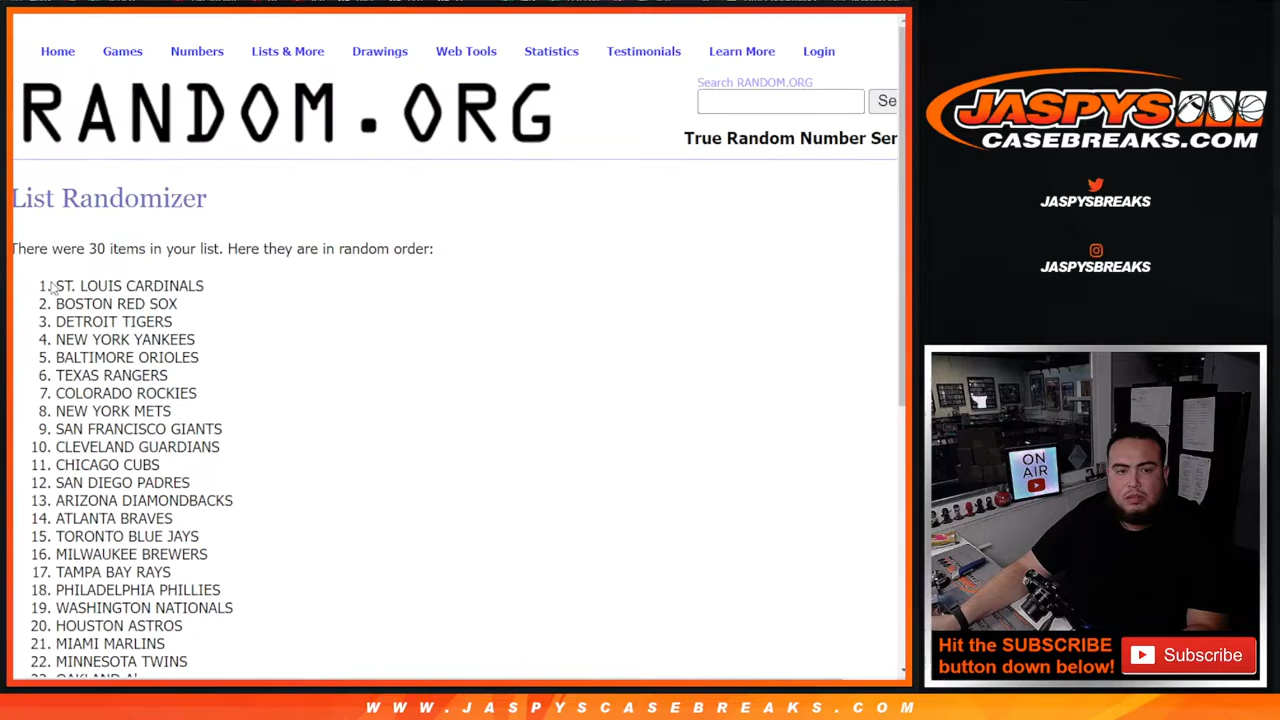 Home Games Numbers Lists & More Drawings Web Tools Statistics Testimonials Learn More Login
Search RANDOM.ORG
RANDOM.ORG
Se
True Random Number Ser
List Randomizer
There were 30 items in your list. Here they are in random order:
1. ST. LOUIS CARDINALS
2. BOSTON RED SOX
3. DETROIT TIGERS
4. NEW YORK YANKEES
5. BALTIMORE ORIOLES
6. TEXAS RANGERS
7. COLORADO ROCKIES
8. NEW YORK METS
9. SAN FRANCISCO GIANTS
10. CLEVELAND GUARDIANS
11. CHICAGO CUBS
12. SAN DIEGO PADRES
13. ARIZONA DIAMONDBACKS
14. ATLANTA BRAVES
15. TORONTO BLUE JAYS
16. MILWAUKEE BREWERS
17. TAMPA BAY RAYS
18. PHILADELPHIA PHILLIES
19. WASHINGTON NATIONALS
20. HOUSTON ASTROS
21. MIAMI MARLINS
22. MINNESOTA TWINS
JASPYS
CASEBREAKS.COM
JASPYSBREAKS
JASPYSBREAKS
ON
AIR
Hit the SUBSCRIBE
button down below!
Subscribe
WWW.JASPYSCASEBREAKS.COM